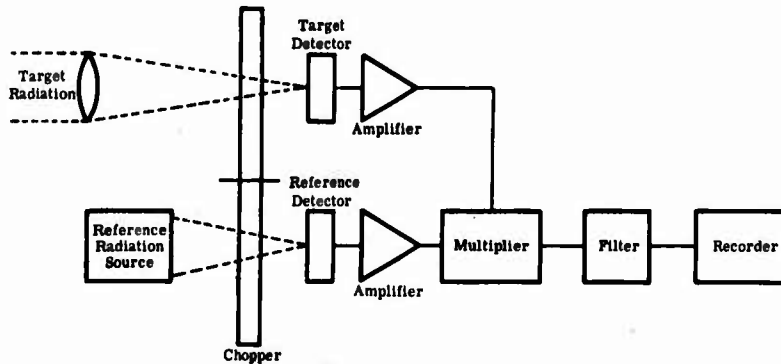 Target
Detector
Target
Radiation
Amplifier
Reference
Detector
Reference
Radiation
Source
Multiplier
Filter
Recorder
Amplifier
Chopper